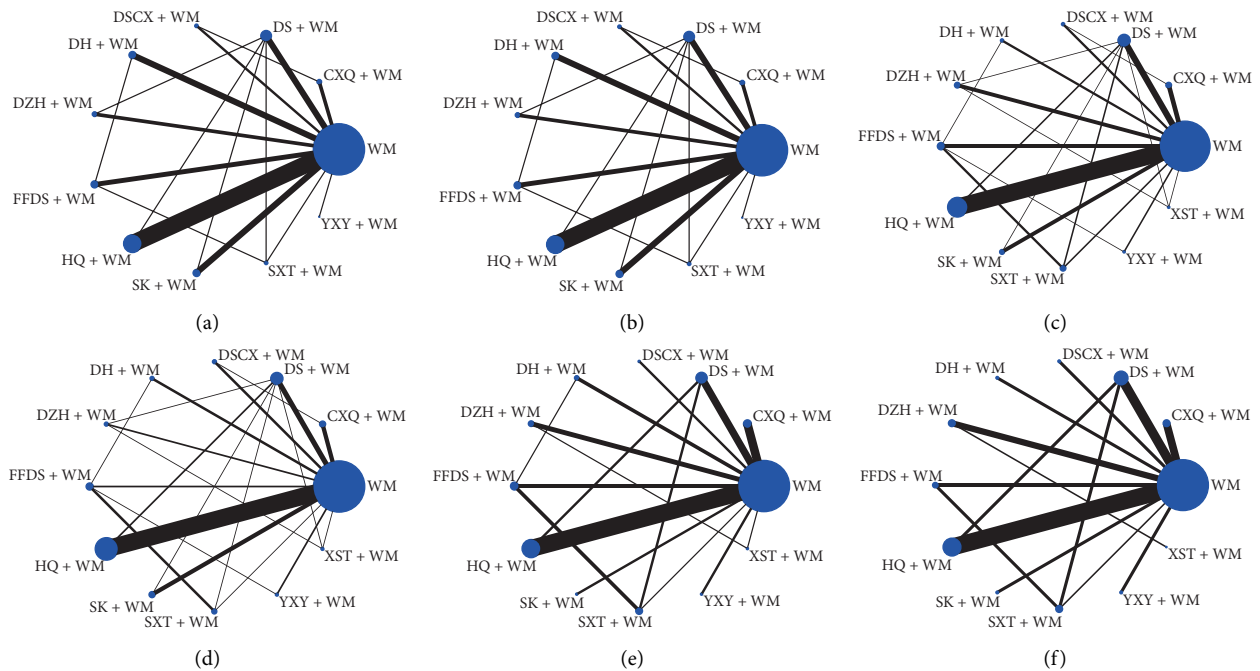 DSCX + WM
DS + WM
DH + WM
CXQ + WM
DZH + WM
WM
FFDS + WM
YXY + WM
HQ + WM
SXT + WM
SK + WM
(a)
DSCX + WM
DS + WM
DH + WM
CXQ + WM
DZH + WM
WM
FFDS + WM
YXY + WM
HQ + WM
SXT + WM
SK + WM
(b)
DSCX + WM
DS + WM
DH + WM
CXQ + WM
DZH + WM
FFDS + WM
WM
HQ + WM
XST + WM
SK + WM
YXY + WM
SXT + WM
(c)
DSCX + WM
DS + WM
DH + WM
CXQ + WM
DZH + WM
FFDS + WM
WM
HQ + WM
XST + WM
SK + WM
YXY + WM
SXT + WM
(d)
DSCX + WM
DS + WM
DH + WM
CXQ + WM
DZH + WM
FFDS + WM
WM
HQ + WM
XST + WM
SK + WM
YXY + WM
SXT + WM
(e)
DSCX + WM
DS + WM
DH + WM
CXQ + WM
DZH + WM
FFDS + WM
WM
HQ + WM
XST + WM
SK + WM
YXY + WM
SXT + WM
(f)